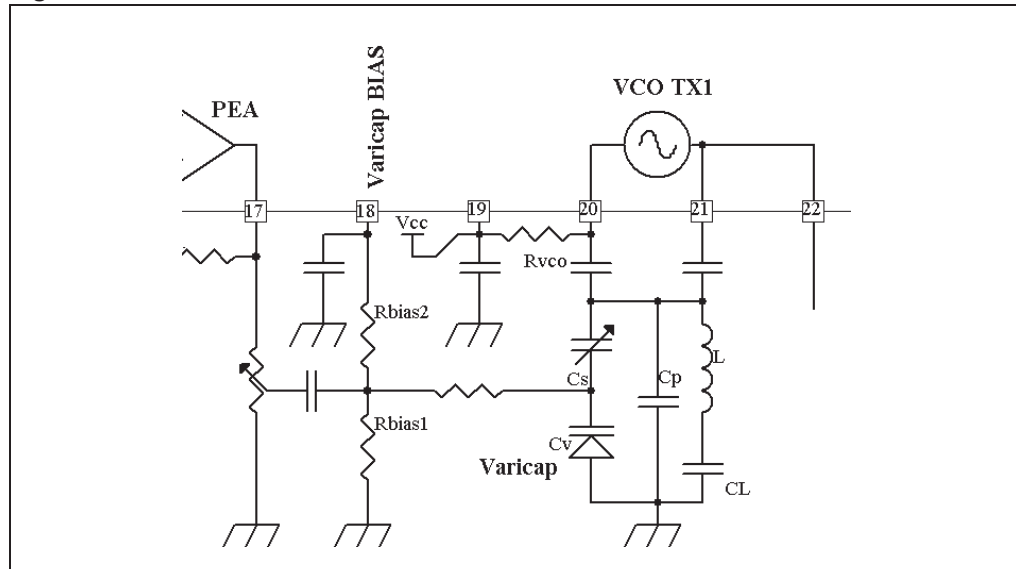 PEA
Varicap BIAS
VCO TX1
17
18
19
20
21
22
Vcc
Rvco
Rbias2
L
Cs
Cp
Rbias1
Cv
Varicap
CL